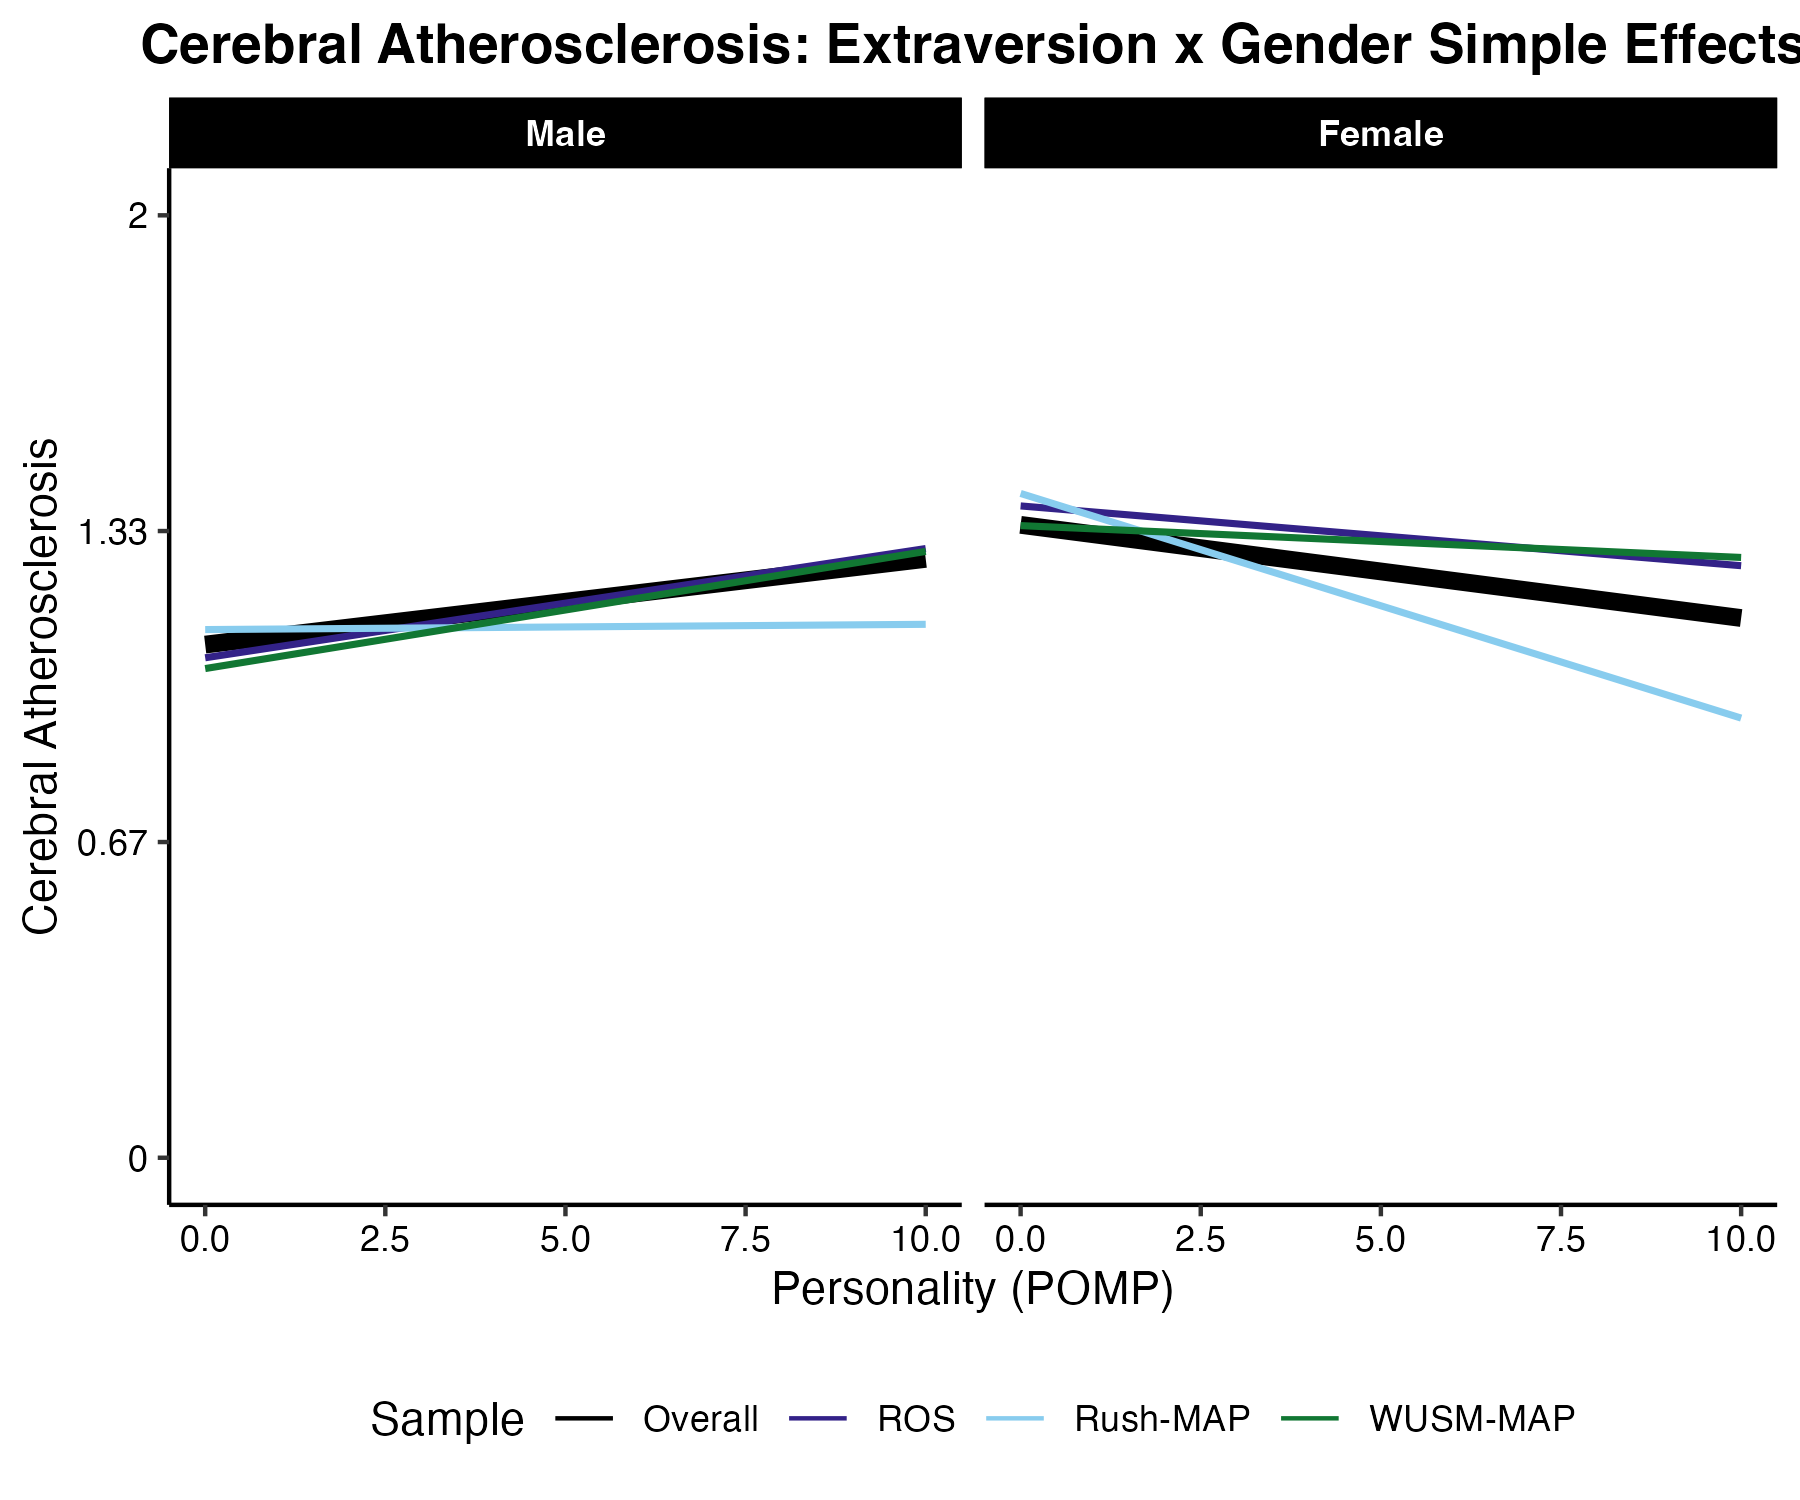 Cerebral Atherosclerosis: Extraversion x Gender Simple Effects
Male
Female
Cerebral Atherosclerosis
2
1.33
0.67
0
0.0 2.5 5.0 7.5 10.0
0.0 2.5 5.0 7.5 10.0
Personality (POMP)
Sample Overall ROS Rush-MAP WUSM-MAP